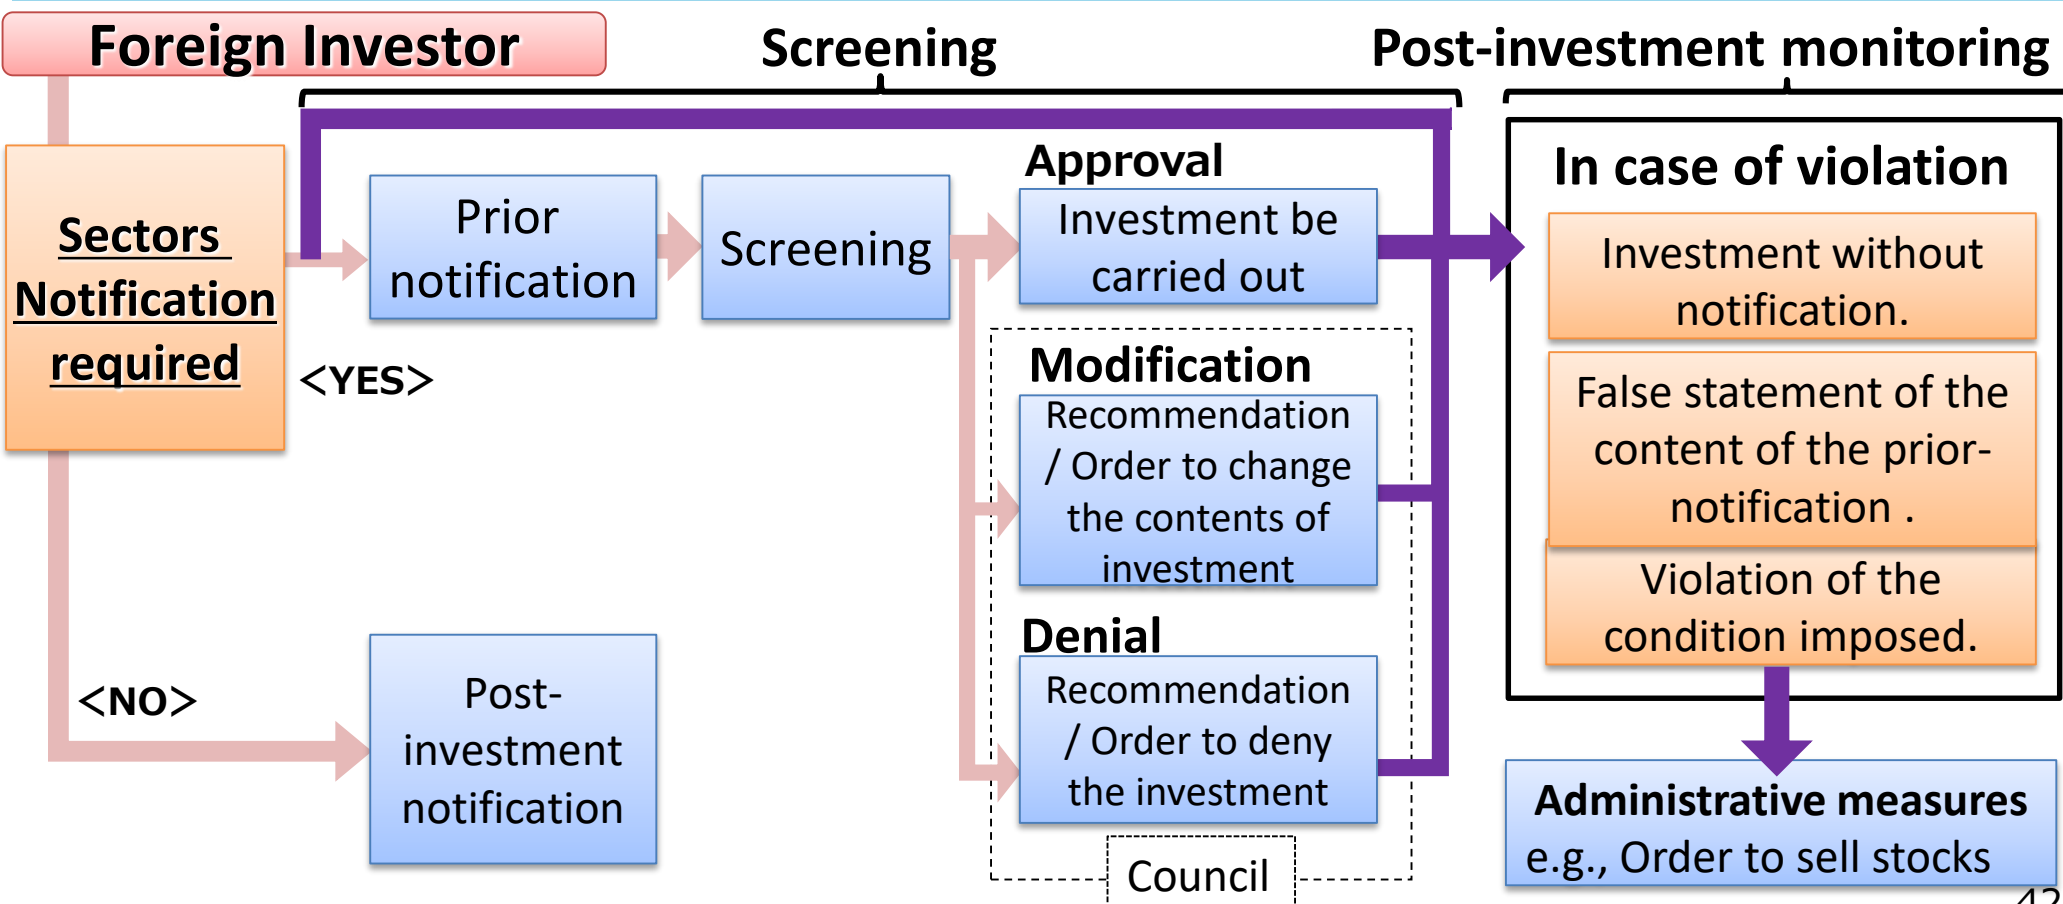 Foreign Investor
Screening
Post-investment monitoring
Sectors
Notification
required
<YES>
<NO>
Prior
notification
Screening
Approval
Investment be
carried out
Modification
Recommendation
/ Order to change
the contents of
investment
Denial
Recommendation
/ Order to deny
the investment
Council
Post-
investment
notification
In case of violation
Investment without
notification.
False statement of the
content of the prior-
notification .
Violation of the
condition imposed.
Administrative measures
e.g., Order to sell stocks
42